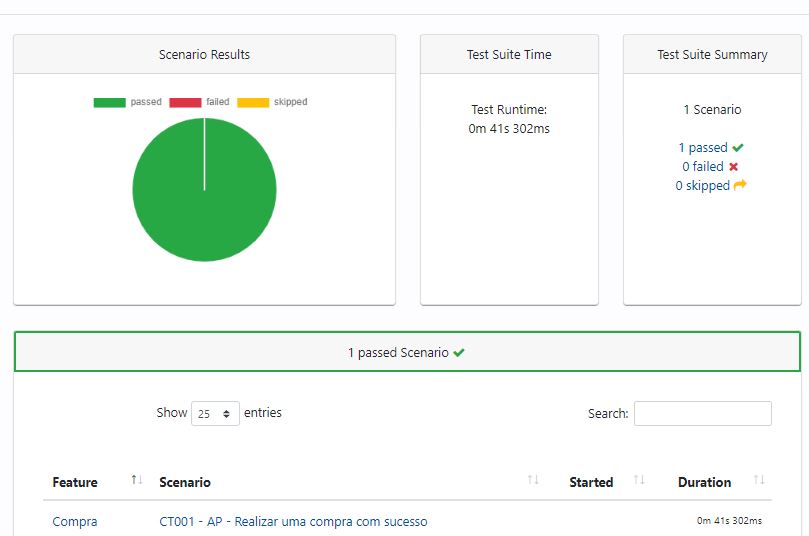 Scenario Results
passed failed skipped
Test Suite Time
Test Runtime:
0m 41s 302ms
Test Suite Summary
1 Scenario
1 passed
0 failed
0 skipped
1 passed Scenario
Show 25 entries
Search:
Feature Scenario Started Duration
Compra CT001 - AP - Realizar uma compra com sucesso 0m 41s 302ms